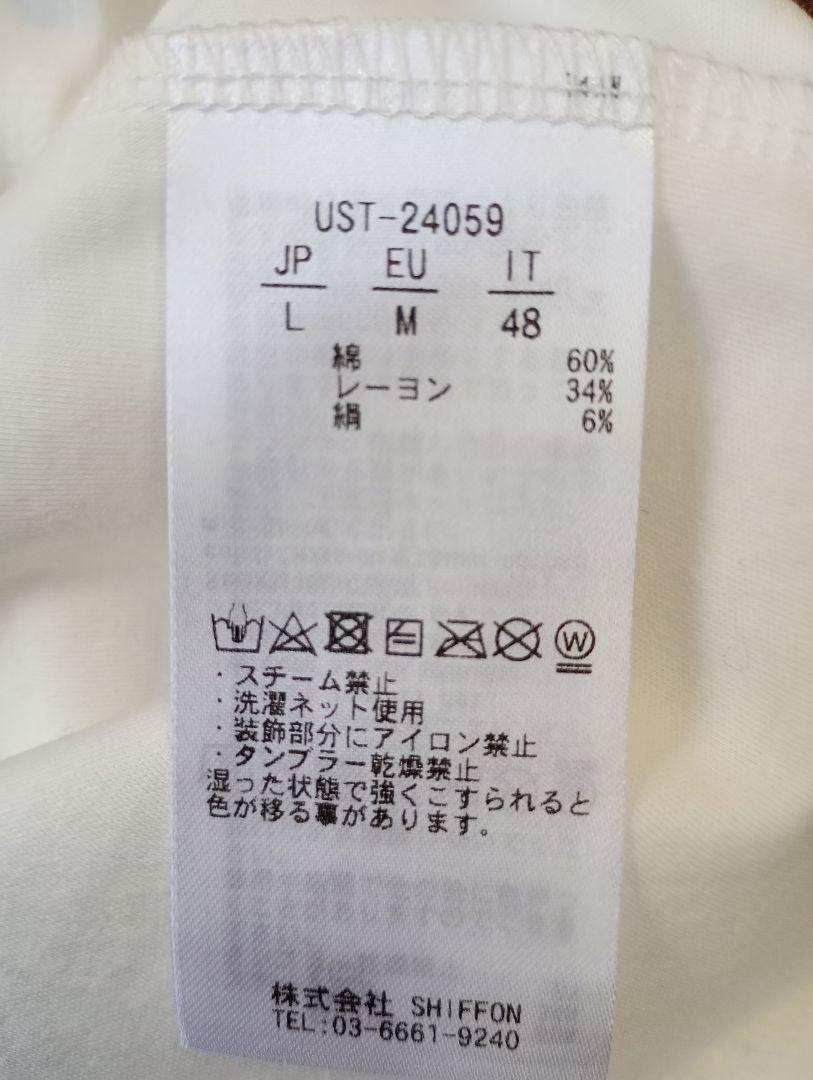 UST-24059
JP EU IT
L M 48
綿 60%
レーヨン 34%
絹 6%
W
・スチーム禁止
・洗濯ネット使用
・装飾部分にアイロン禁止
・タンブラー乾燥禁止
湿った状態で強くこすられると
色が移る事があります。
株式会社 SHIFFON
TEL:03-6661-9240